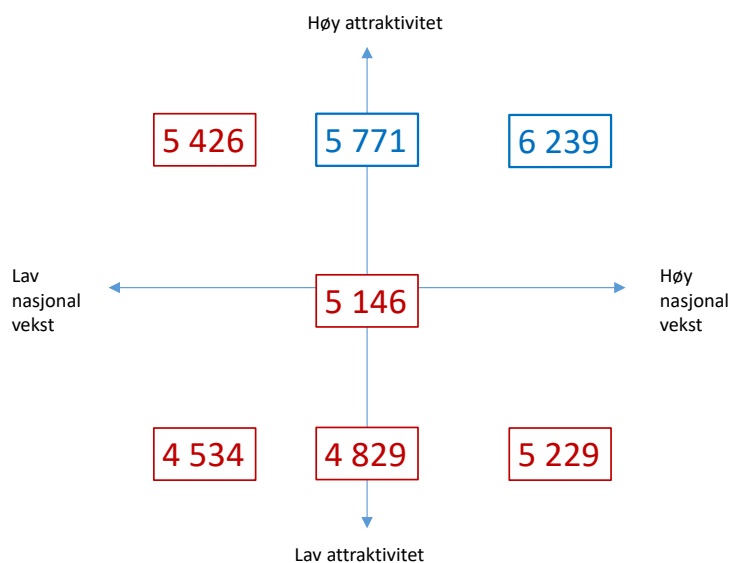 Høy attraktivitet
5 426
5 771
6 239
Lav
nasjonal
vekst
5 146
Høy
nasjonal
vekst
4 534
4 829
5 229
Lav attraktivitet